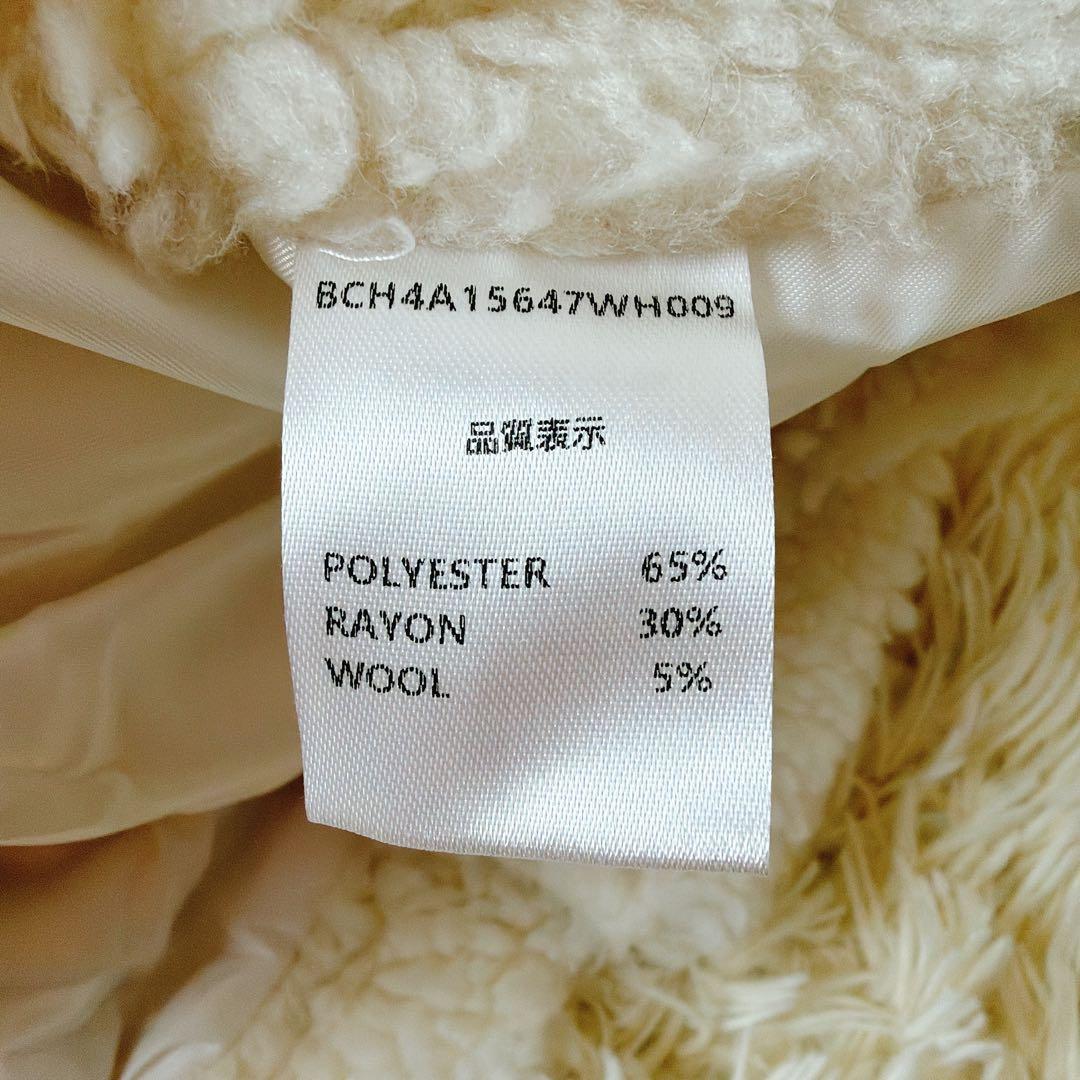 BCH4A15647WH009
品質表示
POLYESTER 65%
RAYON 30%
WOOL 5%